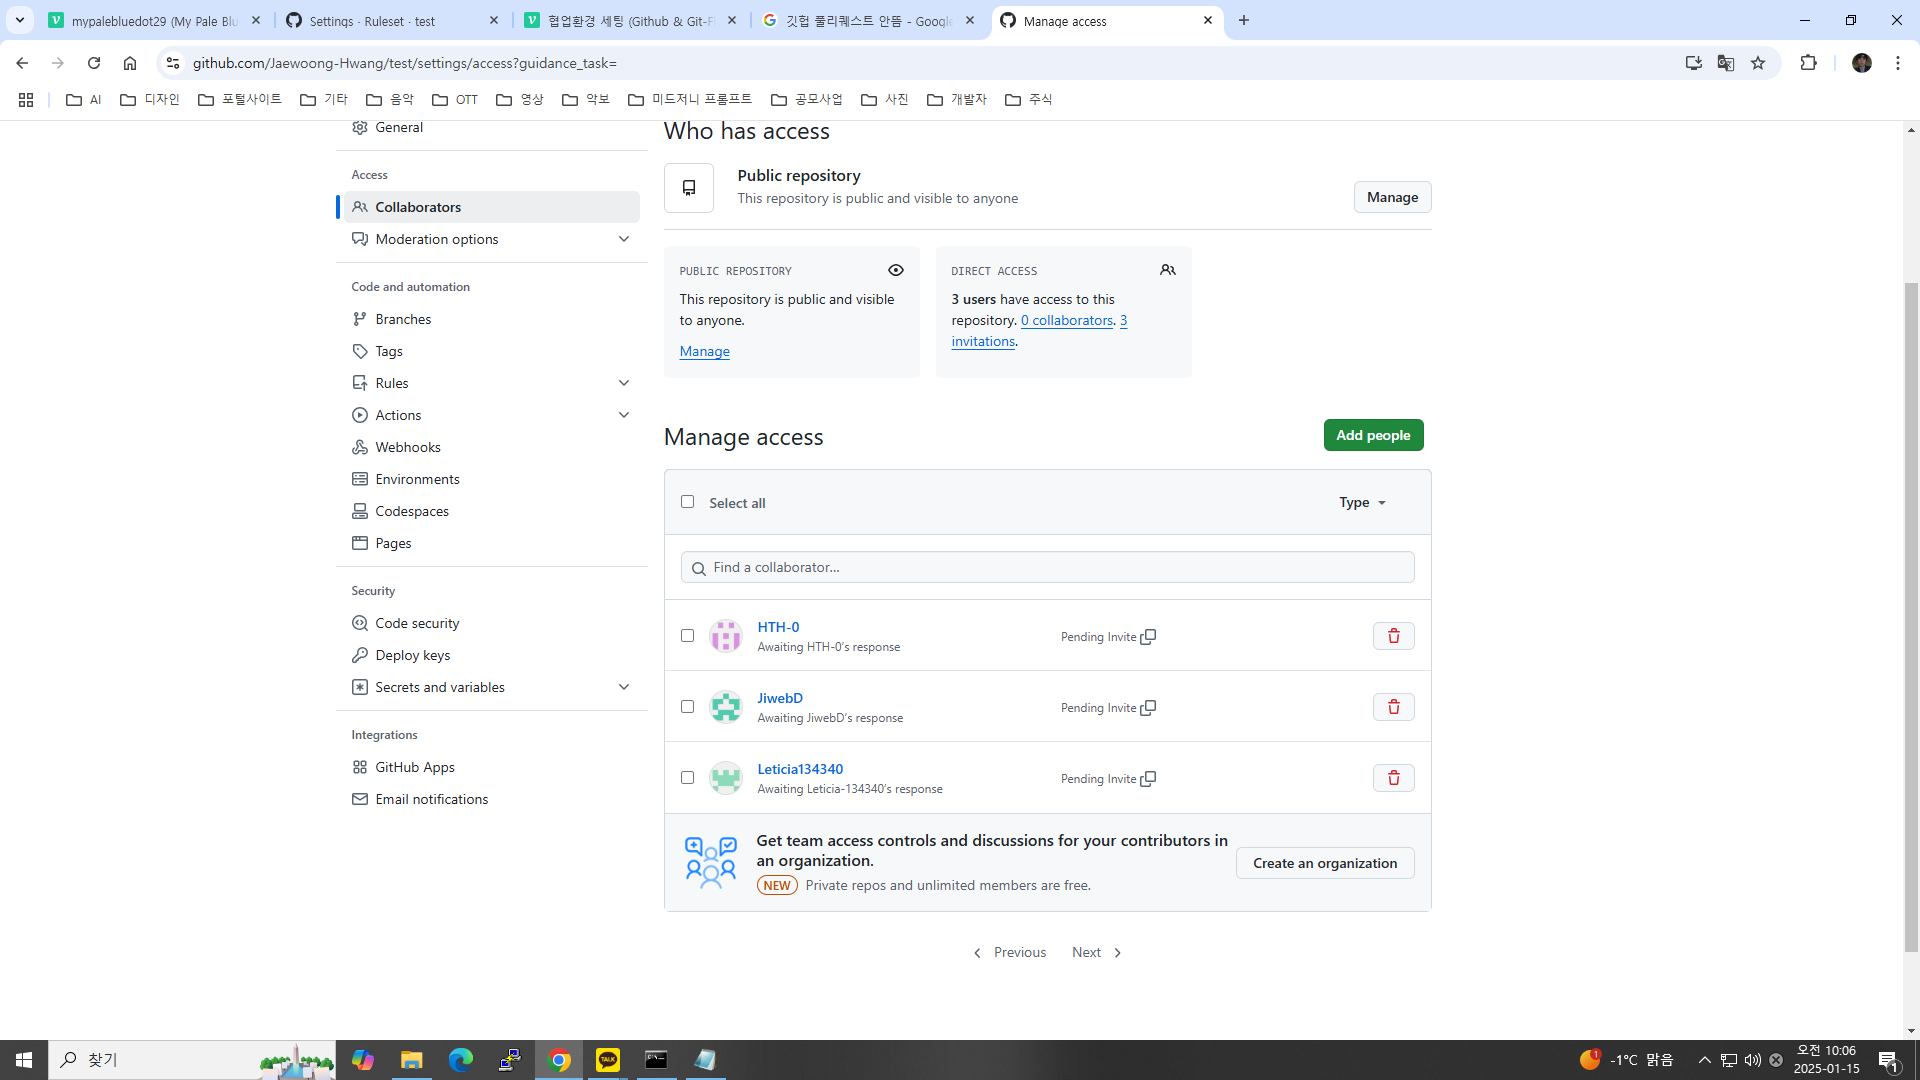 mypalebluedot29 (My Pale Blu
Settings · Ruleset · test
협업환경 세팅 (Github & Git-Fl
깃헙 풀리퀘스트 안뜸 - Google
Manage access
github.com/Jaewoong-Hwang/test/settings/access?guidance_task=
AI
디자인
포털사이트
기타
음악
OTT
영상
악보
미드저니 프롬프트
공모사업
사진
개발자
주식
General
Access
Collaborators
Moderation options
Code and automation
Branches
Tags
Rules
Actions
Webhooks
Environments
Codespaces
Pages
Security
Code security
Deploy keys
Secrets and variables
Integrations
GitHub Apps
Email notifications
Who has access
Public repository
This repository is public and visible to anyone
Manage
PUBLIC REPOSITORY
This repository is public and visible
to anyone.
Manage
DIRECT ACCESS
3 users have access to this
repository. 0 collaborators. 3
invitations.
Manage access
Add people
Select all
Type
Find a collaborator...
HTH-0
Awaiting HTH-0's response
Pending Invite
JiwebD
Awaiting JiwebD's response
Pending Invite
Leticia134340
Awaiting Leticia-134340's response
Pending Invite
Get team access controls and discussions for your contributors in
an organization.
NEW Private repos and unlimited members are free.
Create an organization
Previous
Next
찾기
TALK
1
-1°C 맑음
오전 10:06
2025-01-15
1